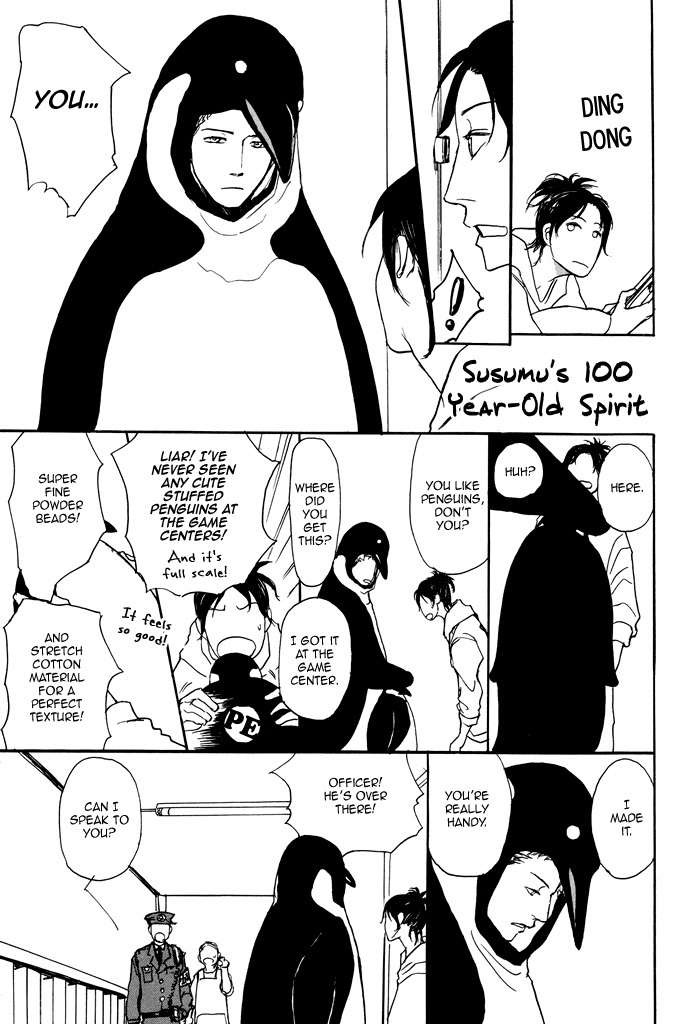 DING
DONG
!
YOU...
Susumu's 100
Year-Old Spirit
HERE.
HUH?
YOU LIKE
PENGUINS,
DON'T
YOU?
WHERE
DID
YOU
GET
THIS?
I GOT IT
AT THE
GAME
CENTER.
LIAR! I'VE
NEVER SEEN
ANY CUTE
STUFFED
PENGUINS AT
THE GAME
CENTERS!
And it's
full scale!
PE
SUPER
FINE
POWDER
BEADS!
It feels
so good!
AND
STRETCH
COTTON
MATERIAL
FOR A
PERFECT
TEXTURE!
I
MADE
IT.
YOU'RE
REALLY
HANDY.
OFFICER!
HE'S OVER
THERE!
CAN I
SPEAK TO
YOU?